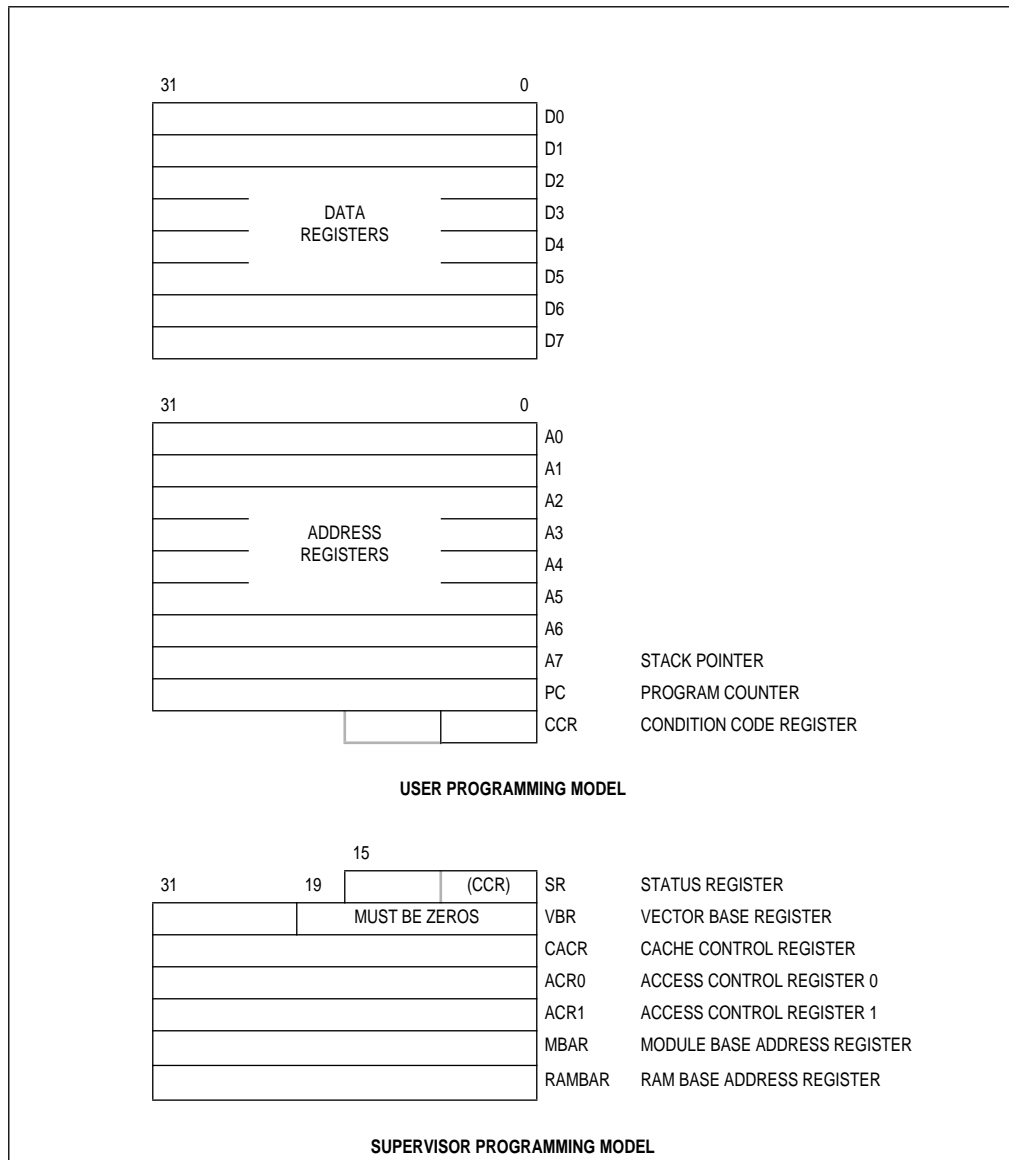 31 0
D0
D1
D2
DATA
REGISTERS
D3
D4
D5
D6
D7
31 0
A0
A1
A2
ADDRESS
REGISTERS
A3
A4
A5
A6
A7 STACK POINTER
PC PROGRAM COUNTER
CCR CONDITION CODE REGISTER
USER PROGRAMMING MODEL
15
31 19 (CCR) SR STATUS REGISTER
MUST BE ZEROS VBR VECTOR BASE REGISTER
CACR CACHE CONTROL REGISTER
ACR0 ACCESS CONTROL REGISTER 0
ACR1 ACCESS CONTROL REGISTER 1
MBAR MODULE BASE ADDRESS REGISTER
RAMBAR RAM BASE ADDRESS REGISTER
SUPERVISOR PROGRAMMING MODEL